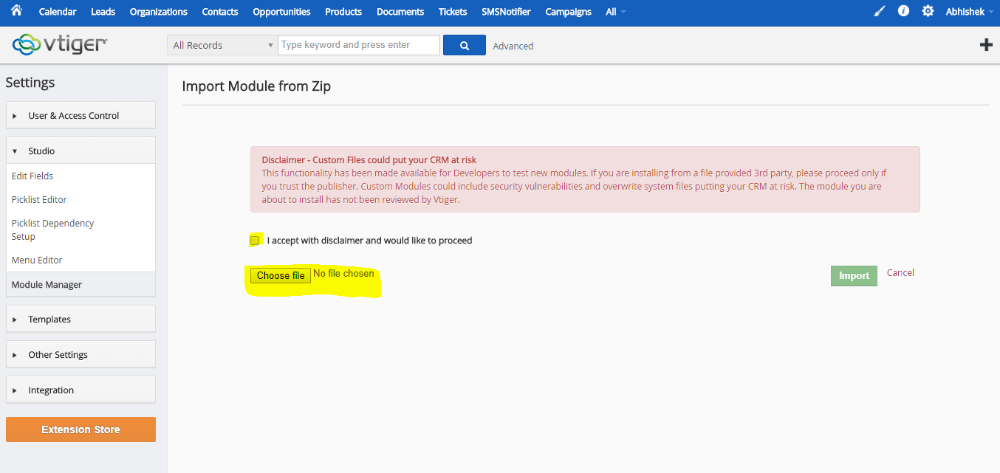 Calendar Leads Organizations Contacts Opportunities Products Documents Tickets SMSNotifier Campaigns All Abhishek
vtiger All Records Type keyword and press enter Advanced
Settings
User & Access Control
Studio
Edit Fields
Picklist Editor
Picklist Dependency
Setup
Menu Editor
Module Manager
Templates
Other Settings
Integration
Extension Store
Import Module from Zip
Disclaimer - Custom Files could put your CRM at risk
This functionality has been made available for Developers to test new modules. If you are installing from a file provided 3rd party, please proceed only if
you trust the publisher. Custom Modules could include security vulnerabilities and overwrite system files putting your CRM at risk. The module you are
about to install has not been reviewed by Vtiger.
I accept with disclaimer and would like to proceed
Choose file No file chosen Import Cancel